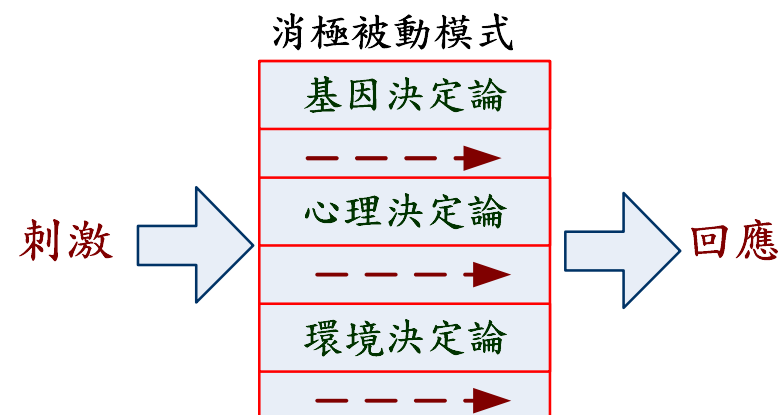 消極被動模式
基因決定論
心理決定論
刺激
回應
環境決定論